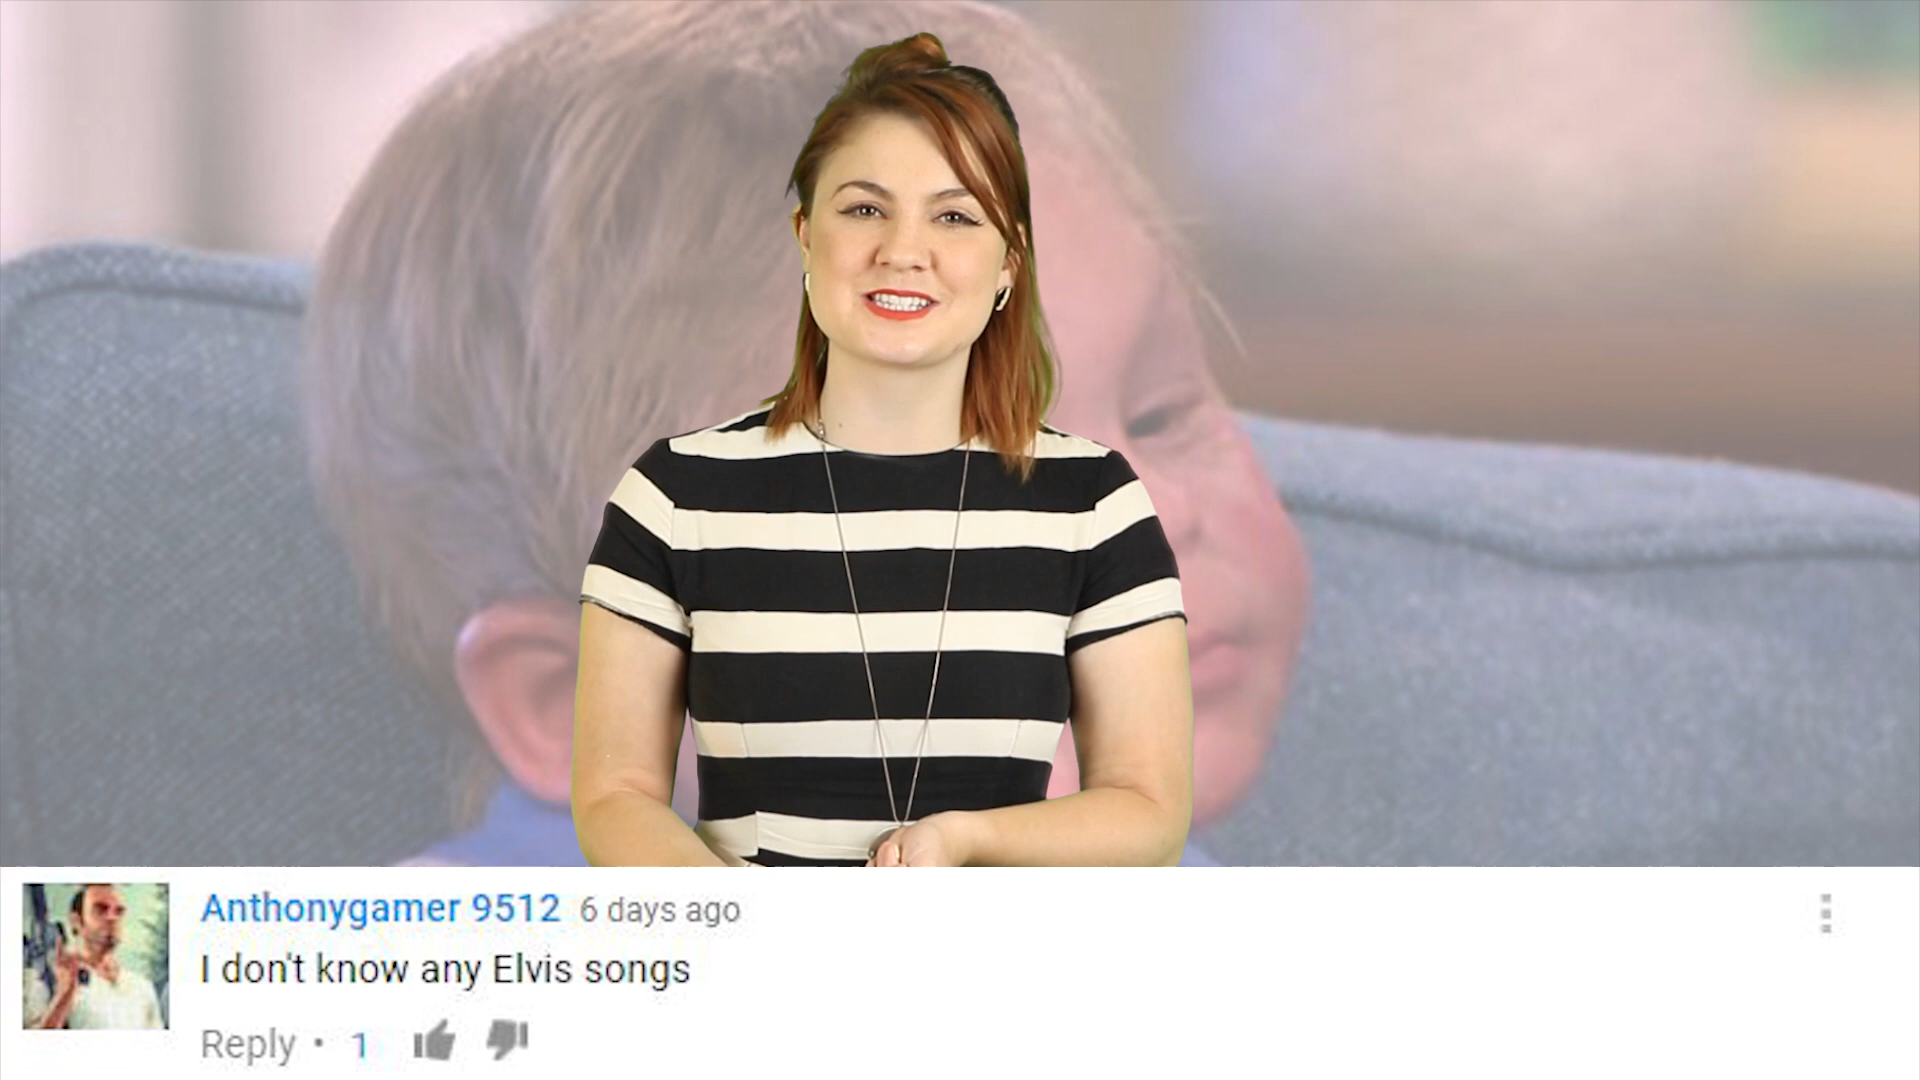 Anthonygamer 9512 6 days ago
I don't know any Elvis songs
Reply • 1